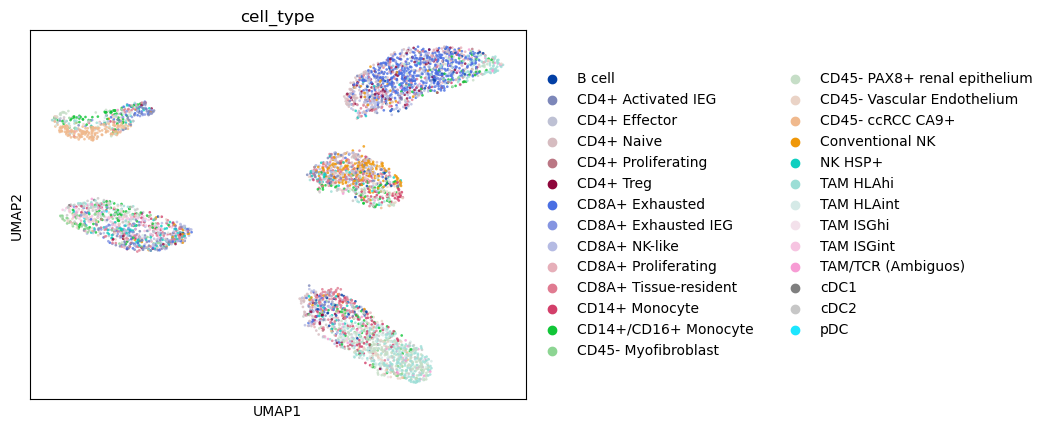 cell_type
UMAP2
UMAP1
B cell
CD4+ Activated IEG
CD4+ Effector
CD4+ Naive
CD4+ Proliferating
CD4+ Treg
CD8A+ Exhausted
CD8A+ Exhausted IEG
CD8A+ NK-like
CD8A+ Proliferating
CD8A+ Tissue-resident
CD14+ Monocyte
CD14+/CD16+ Monocyte
CD45- Myofibroblast
CD45- PAX8+ renal epithelium
CD45- Vascular Endothelium
CD45- ccRCC CA9+
Conventional NK
NK HSP+
TAM HLAhi
TAM HLAint
TAM ISGhi
TAM ISGint
TAM/TCR (Ambiguos)
cDC1
cDC2
pDC